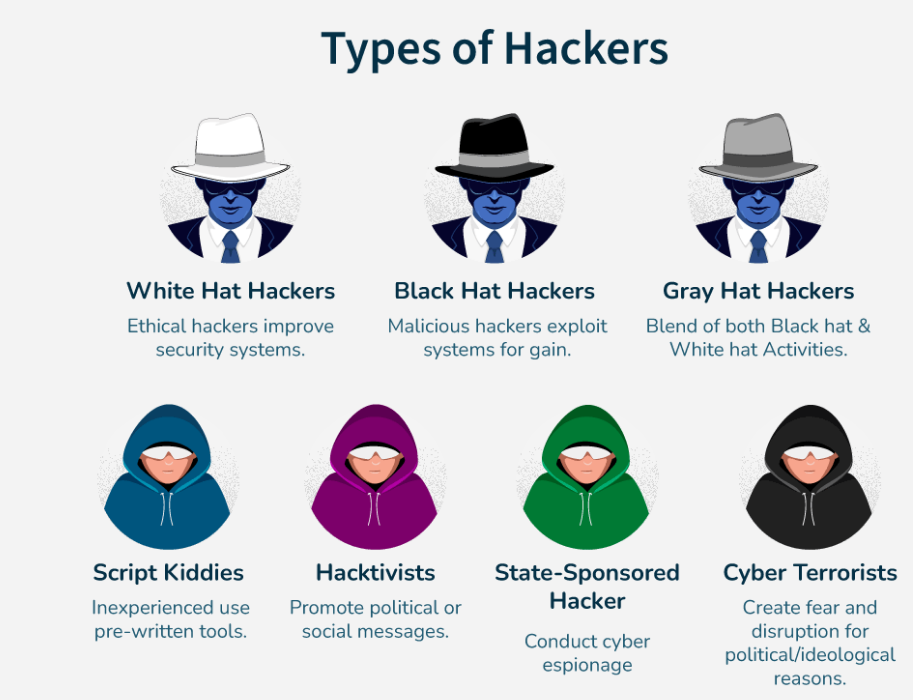 Types of Hackers
White Hat Hackers
Ethical hackers improve
security systems.
Black Hat Hackers
Malicious hackers exploit
systems for gain.
Gray Hat Hackers
Blend of both Black hat &
White hat Activities.
Script Kiddies
Inexperienced use
pre-written tools.
Hacktivists
Promote political or
social messages.
State-Sponsored
Hacker
Conduct cyber
espionage
Cyber Terrorists
Create fear and
disruption for
political/ideological
reasons.